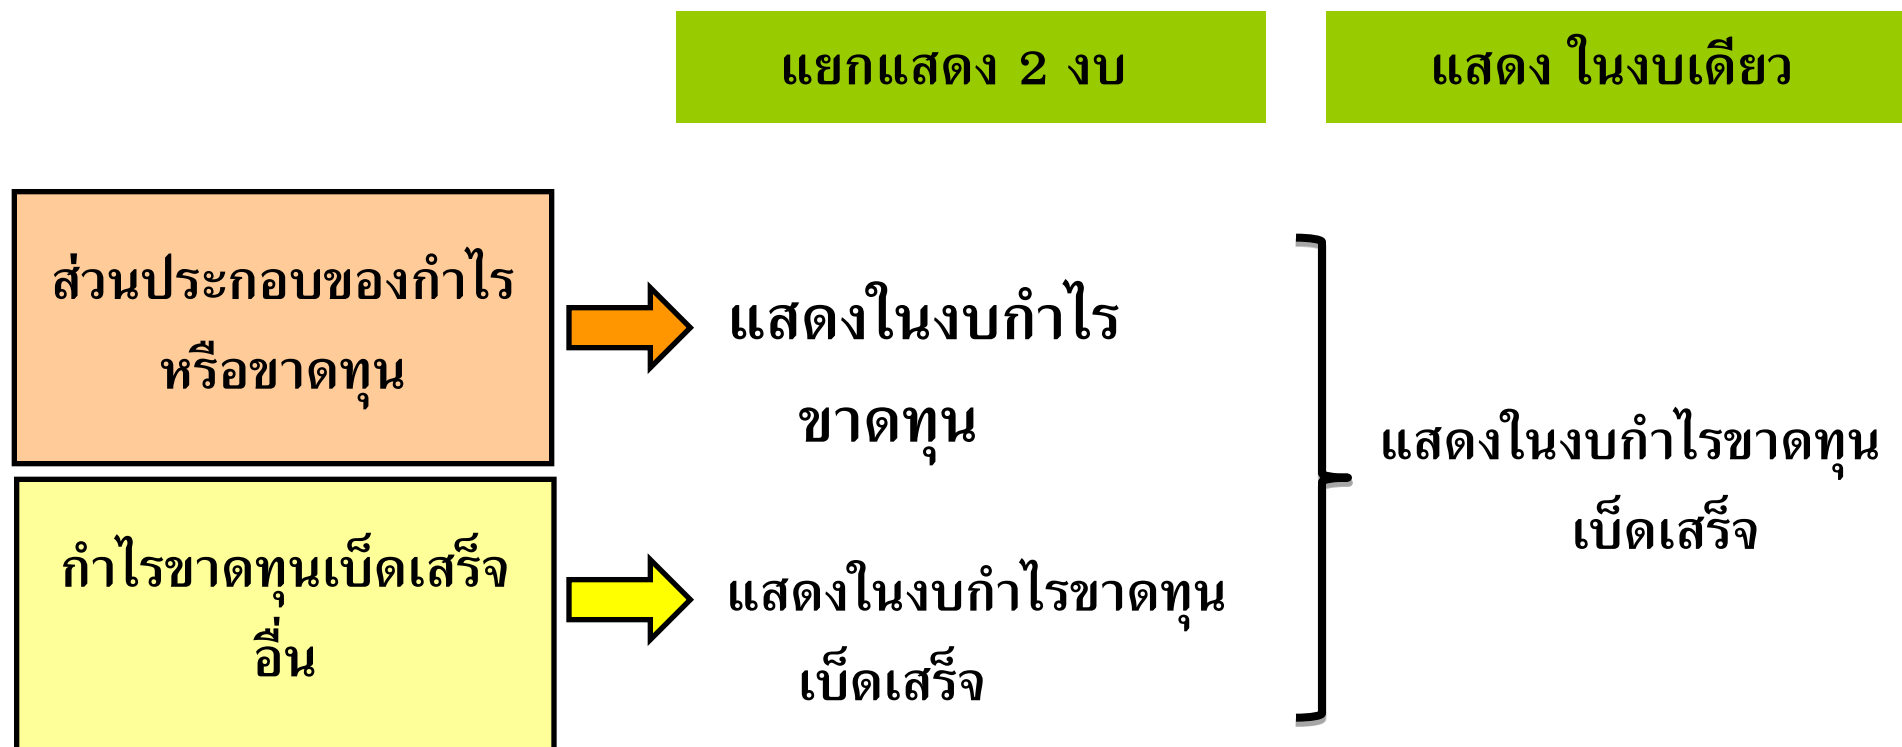 แยกแสดง 2 งบ
แสดง ในงบเดียว
ส่วนประกอบของกำไร
หรือขาดทุน
แสดงในงบกำไร
ขาดทุน
กำไรขาดทุนเบ็ดเสร็จ
อื่น
แสดงในงบกำไรขาดทุน
เบ็ดเสร็จ
แสดงในงบกำไรขาดทุน
เบ็ดเสร็จ